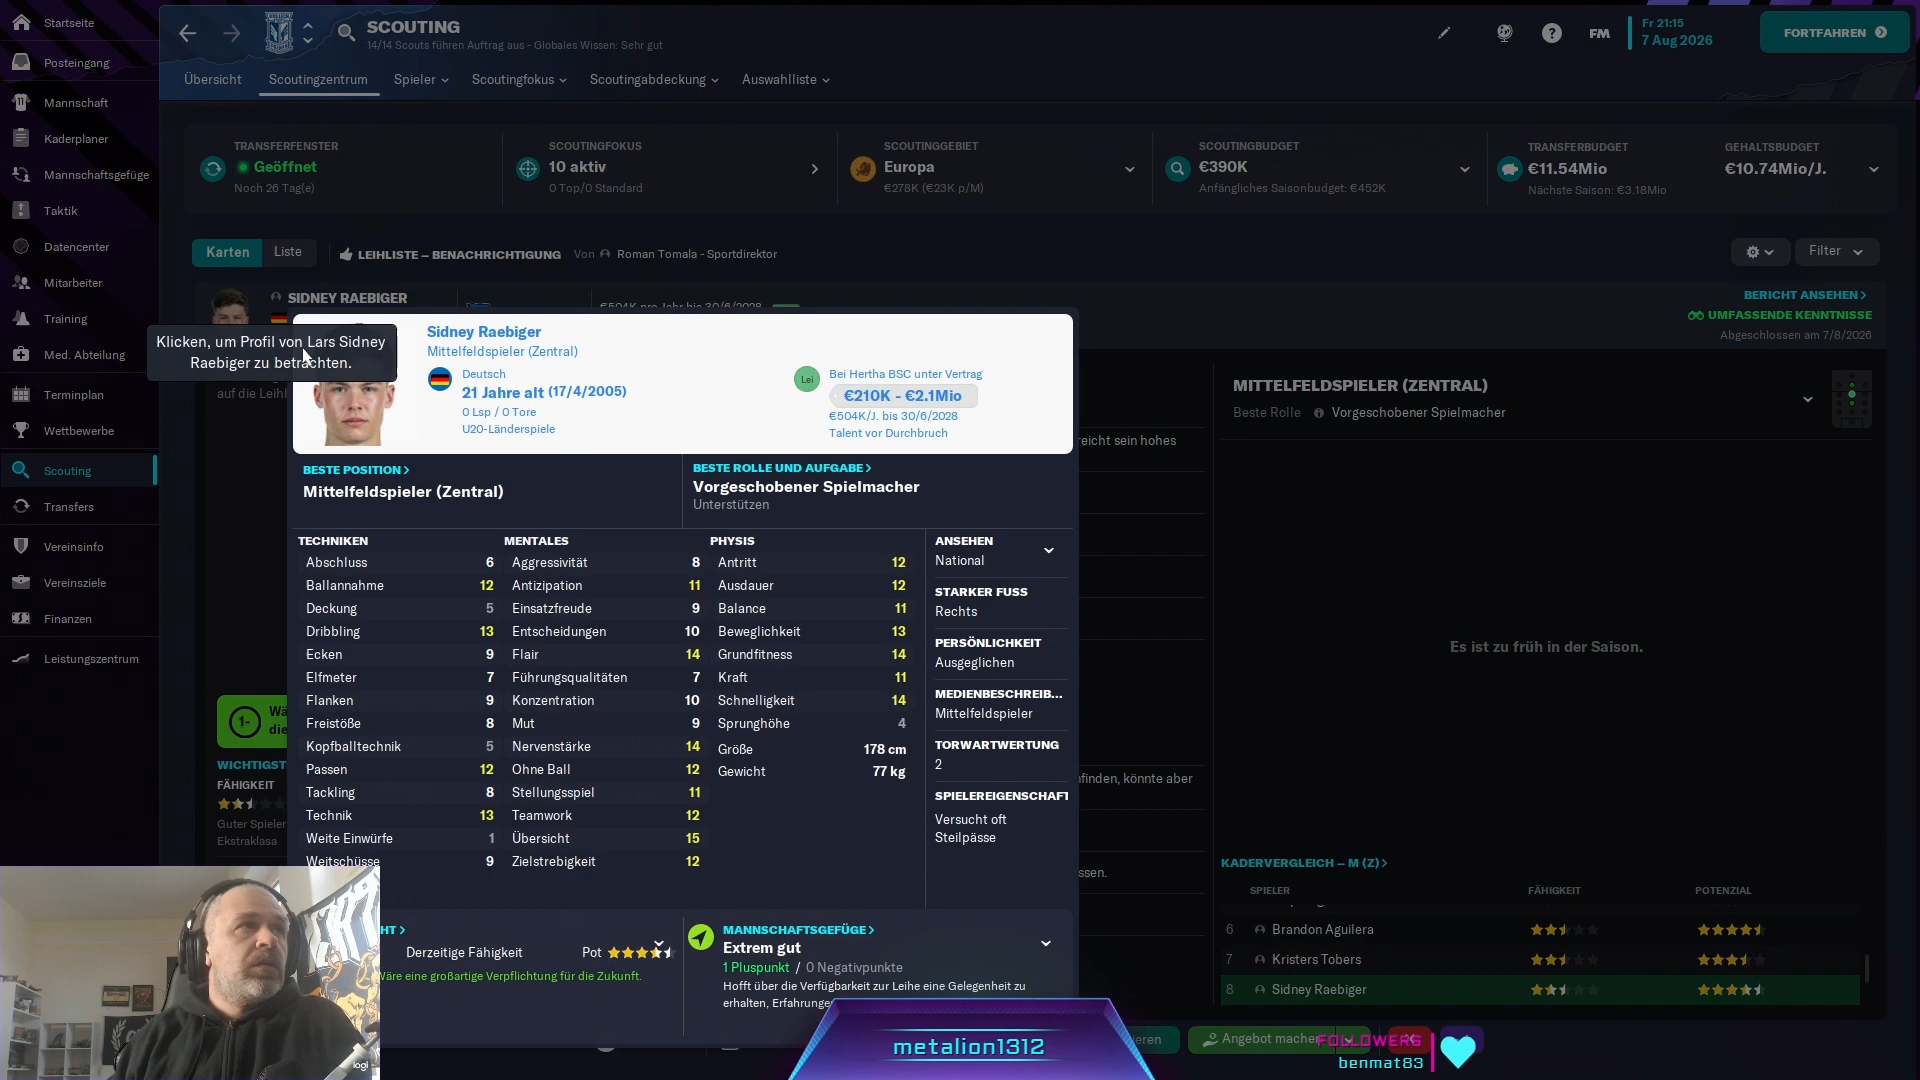 Startseite
Posteingang
Mannschaft
Kaderplaner
Mannschaftsgefüge
Taktik
Datencenter
Mitarbeiter
Training
Med. Abteilung
Terminplan
Wettbewerbe
Scouting
Transfers
Vereinsinfo
Vereinsziele
Finanzen
Leistungszentrum
SCOUTING
14/14 Scouts führen Auftrag aus - Globales Wissen: Sehr gut
FM
Fr 21:15
7 Aug 2026
FORTFAHREN
Übersicht
Scoutingzentrum
Spieler
Scoutingfokus
Scoutingabdeckung
Auswahlliste
TRANSFERFENSTER
Geöffnet
Noch 26 Tag(e)
SCOUTINGFOKUS
10 aktiv
0 Top/0 Standard
SCOUTINGGEBIET
Europa
€278K (€23K p/M)
SCOUTINGBUDGET
€390K
Anfängliches Saisonbudget: €452K
TRANSFERBUDGET
€11.54Mio
Nächste Saison: €3.18Mio
GEHALTSBUDGET
€10.74Mio/J.
Karten
Liste
LEIHLISTE – BENACHRICHTIGUNG
Von
Roman Tomala - Sportdirektor
Filter
SIDNEY RAEBIGER
€504K pro Jahr bis 30/6/2028
BERICHT ANSEHEN
UMFASSENDE KENNTNISSE
Abgeschlossen am 7/8/2026
Klicken, um Profil von Lars Sidney
Raebiger zu betrachten.
auf die Leihl
Wä
die
WICHTIGST
FÄHIGKEIT
Guter Spieler
Ekstraklasa
Sidney Raebiger
Mittelfeldspieler (Zentral)
Deutsch
21 Jahre alt (17/4/2005)
0 Lsp / 0 Tore
U20-Länderspiele
Lei
Bei Hertha BSC unter Vertrag
€210K - €2.1Mio
€504K/J. bis 30/6/2028
Talent vor Durchbruch
BESTE POSITION
Mittelfeldspieler (Zentral)
BESTE ROLLE UND AUFGABE
Vorgeschobener Spielmacher
Unterstützen
TECHNIKEN
Abschluss 6
Ballannahme 12
Deckung 5
Dribbling 13
Ecken 9
Elfmeter 7
Flanken 9
Freistöße 8
Kopfballtechnik 5
Passen 12
Tackling 8
Technik 13
Weite Einwürfe 1
Weitschüsse 9
MENTALES
Aggressivität 8
Antizipation 11
Einsatzfreude 9
Entscheidungen 10
Flair 14
Führungsqualitäten 7
Konzentration 10
Mut 9
Nervenstärke 14
Ohne Ball 12
Stellungsspiel 11
Teamwork 12
Übersicht 15
Zielstrebigkeit 12
PHYSIS
Antritt 12
Ausdauer 12
Balance 11
Beweglichkeit 13
Grundfitness 14
Kraft 11
Schnelligkeit 14
Sprunghöhe 4
Größe 178 cm
Gewicht 77 kg
ANSEHEN
National
STARKER FUSS
Rechts
PERSÖNLICHKEIT
Ausgeglichen
MEDIENBESCHREIB...
Mittelfeldspieler
TORWARTWERTUNG
2
SPIELEREIGENSCHAFT
Versucht oft
Steilpässe
HT
Derzeitige Fähigkeit
Pot
Wäre eine großartige Verpflichtung für die Zukunft.
MANNSCHAFTSGEFÜGE
Extrem gut
1 Pluspunkt / 0 Negativpunkte
Hofft über die Verfügbarkeit zur Leihe eine Gelegenheit zu
erhalten, Erfahrunge
reicht sein hohes
nfinden, könnte aber
ssen.
MITTELFELDSPIELER (ZENTRAL)
Beste Rolle
Vorgeschobener Spielmacher
Es ist zu früh in der Saison.
KADERVERGLEICH – M (Z)
SPIELER
FÄHIGKEIT
POTENZIAL
6 Brandon Aguilera
7 Kristers Tobers
8 Sidney Raebiger
eren
Angebot machen
metalion1312
FOLLOWERS
benmat83
logi